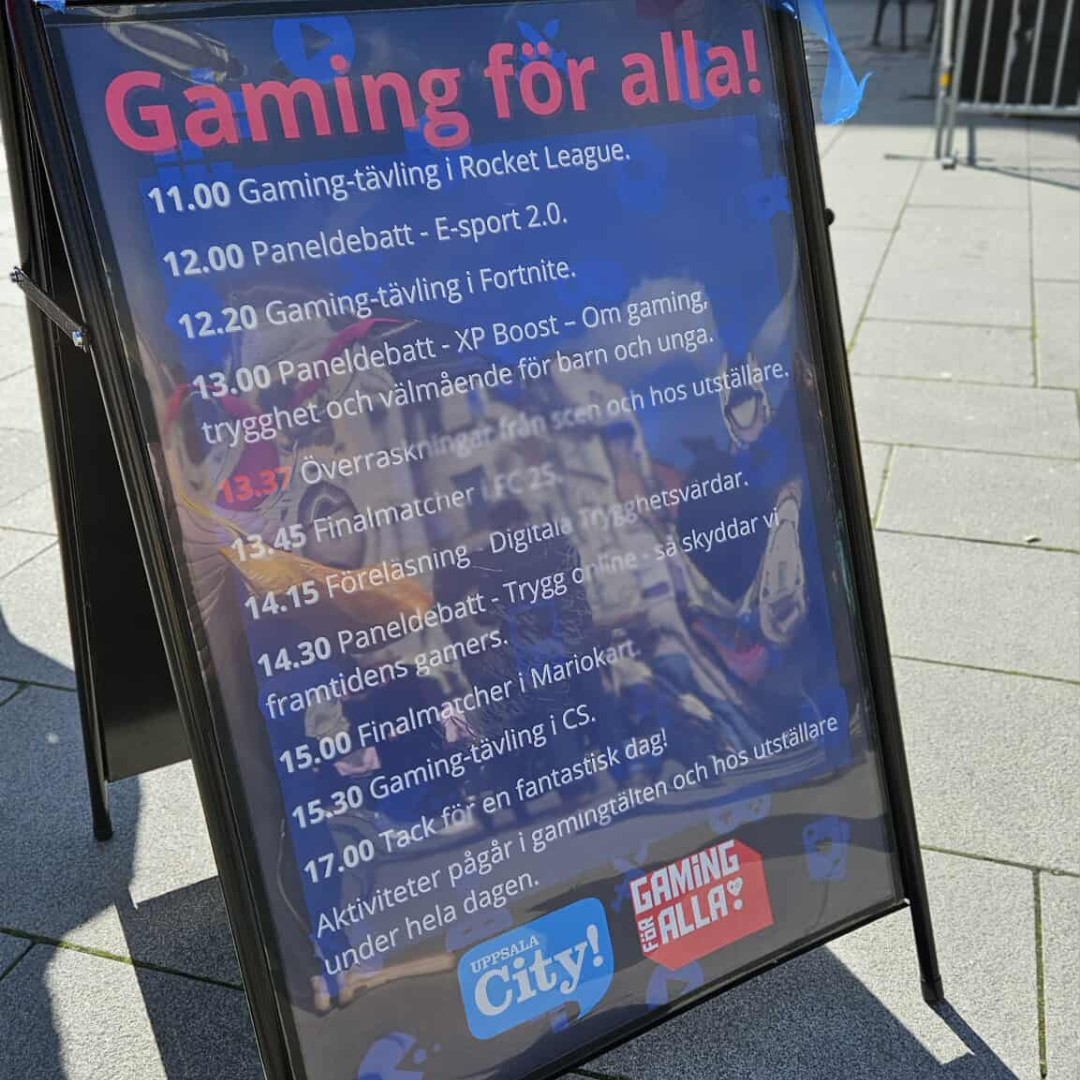 Gaming för alla!
11.00 Gaming-tävling i Rocket League.
12.00 Paneldebatt - E-sport 2.0.
12.20 Gaming-tävling i Fortnite.
13.00 Paneldebatt - XP Boost – Om gaming,
trygghet och välmående för barn och unga.
13.37 Överraskningar från scen och hos utställare.
13.45 Finalmatcher i FC 25.
14.15 Föreläsning - Digitala Trygghetsvärdar.
14.30 Paneldebatt - Trygg online - så skyddar vi
framtidens gamers.
15.00 Finalmatcher i Mariokart.
15.30 Gaming-tävling i CS.
17.00 Tack för en fantastisk dag!
Aktiviteter pågår i gamingtälten och hos utställare
under hela dagen.
UPPSALA
City!
GAMING
FÖR ALLA!